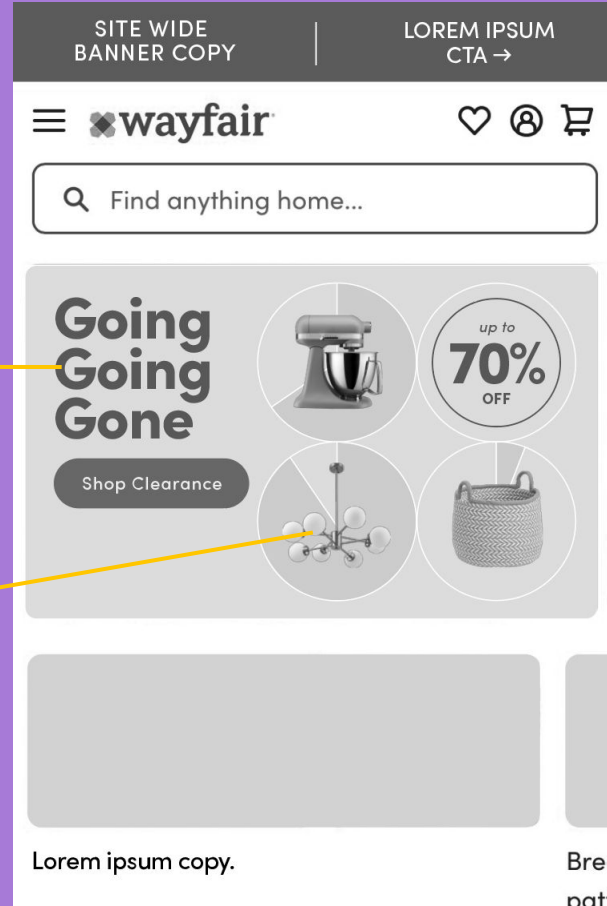 SITE WIDE
BANNER COPY
LOREM IPSUM
CTA →
wayfair
Find anything home...
Going
Going
Gone
Shop Clearance
up to
70%
OFF
Lorem ipsum copy.
Bre
pat